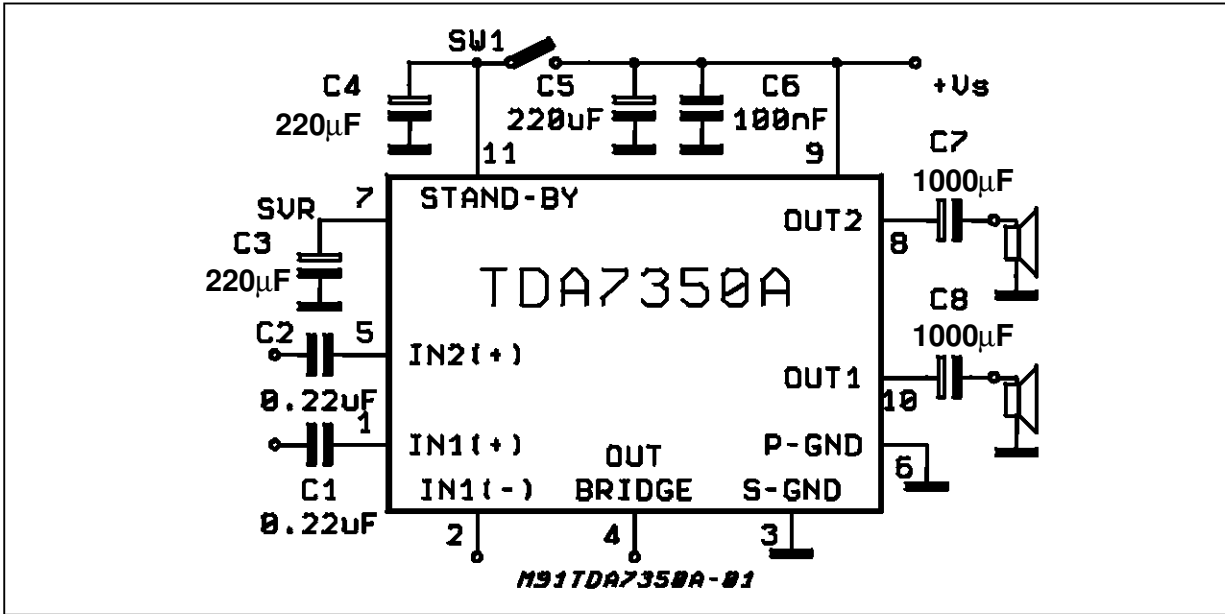 SW1
C4
220µF
C5
220uF
C6
100nF
+Vs
11
9
C7
1000µF
7
STAND-BY
SVR
OUT2
8
C3
220µF
TDA7350A
C8
1000µF
C2
5
IN2(+)
0.22uF
OUT1
10
1
IN1(+)
P-GND
6
C1
0.22uF
IN1(-)
OUT
BRIDGE
S-GND
2
4
3
M91TDA7350A-01